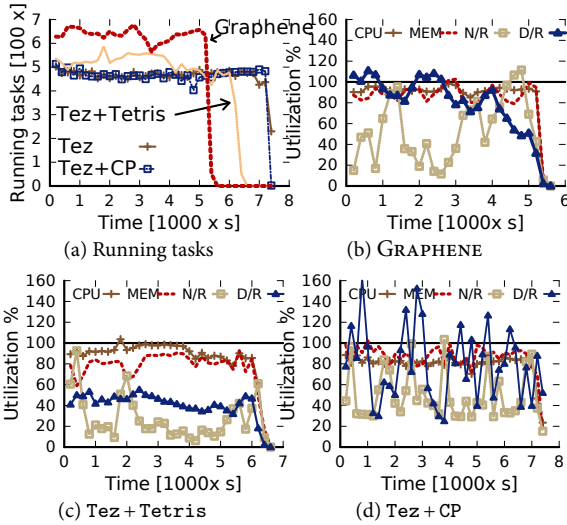 Running tasks [100 x]
7
6
5
4
3
2
1
0
Graphene
Tez+Tetris
Tez
Tez+CP
0 1 2 3 4 5 6 7 8
Time [1000 x s]
(a) Running tasks
Utilization %
160
140
120
100
80
60
40
20
0
CPU MEM N/R D/R
0 1 2 3 4 5 6
Time [1000x s]
(b) GRAPHENE
Utilization %
160
140
120
100
80
60
40
20
0
CPU MEM N/R D/R
0 1 2 3 4 5 6 7
Time [1000x s]
(c) Tez + Tetris
Utilization %
160
140
120
100
80
60
40
20
0
CPU MEM N/R D/R
0 1 2 3 4 5 6 7 8
Time [1000x s]
(d) Tez + CP